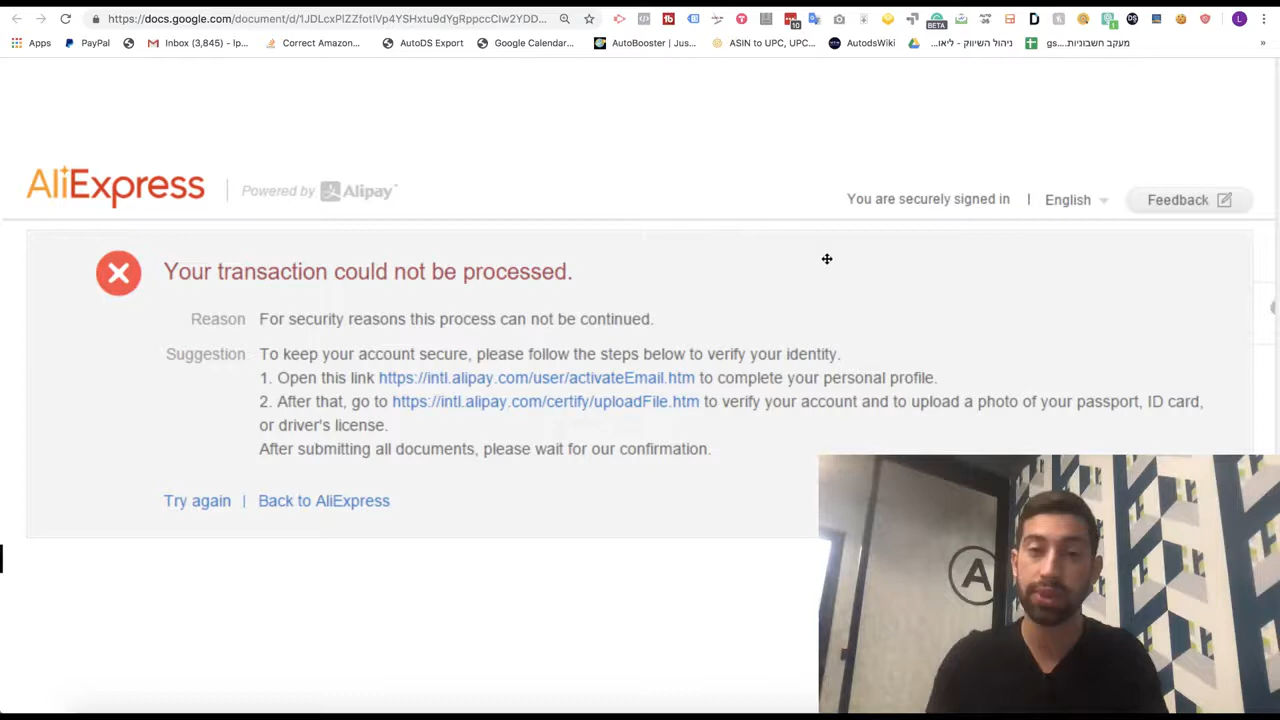 https://docs.google.com/document/d/1JDLcxPlZZfotlVp4YSHxtu9dYgRppccClw2YDD...
Apps PayPal Inbox (3,845) - lp... Correct Amazon... AutoDS Export Google Calendar... AutoBooster | Jus... ASIN to UPC, UPC... AutodsWiki ניהול השיווק - ליאו... מעקב חשבוניות....gs »
10 BETA 1 L
AliExpress Powered by Alipay
You are securely signed in | English Feedback
Your transaction could not be processed.
Reason For security reasons this process can not be continued.
Suggestion To keep your account secure, please follow the steps below to verify your identity.
1. Open this link https://intl.alipay.com/user/activateEmail.htm to complete your personal profile.
2. After that, go to https://intl.alipay.com/certify/uploadFile.htm to verify your account and to upload a photo of your passport, ID card,
or driver's license.
After submitting all documents, please wait for our confirmation.
Try again | Back to AliExpress
A